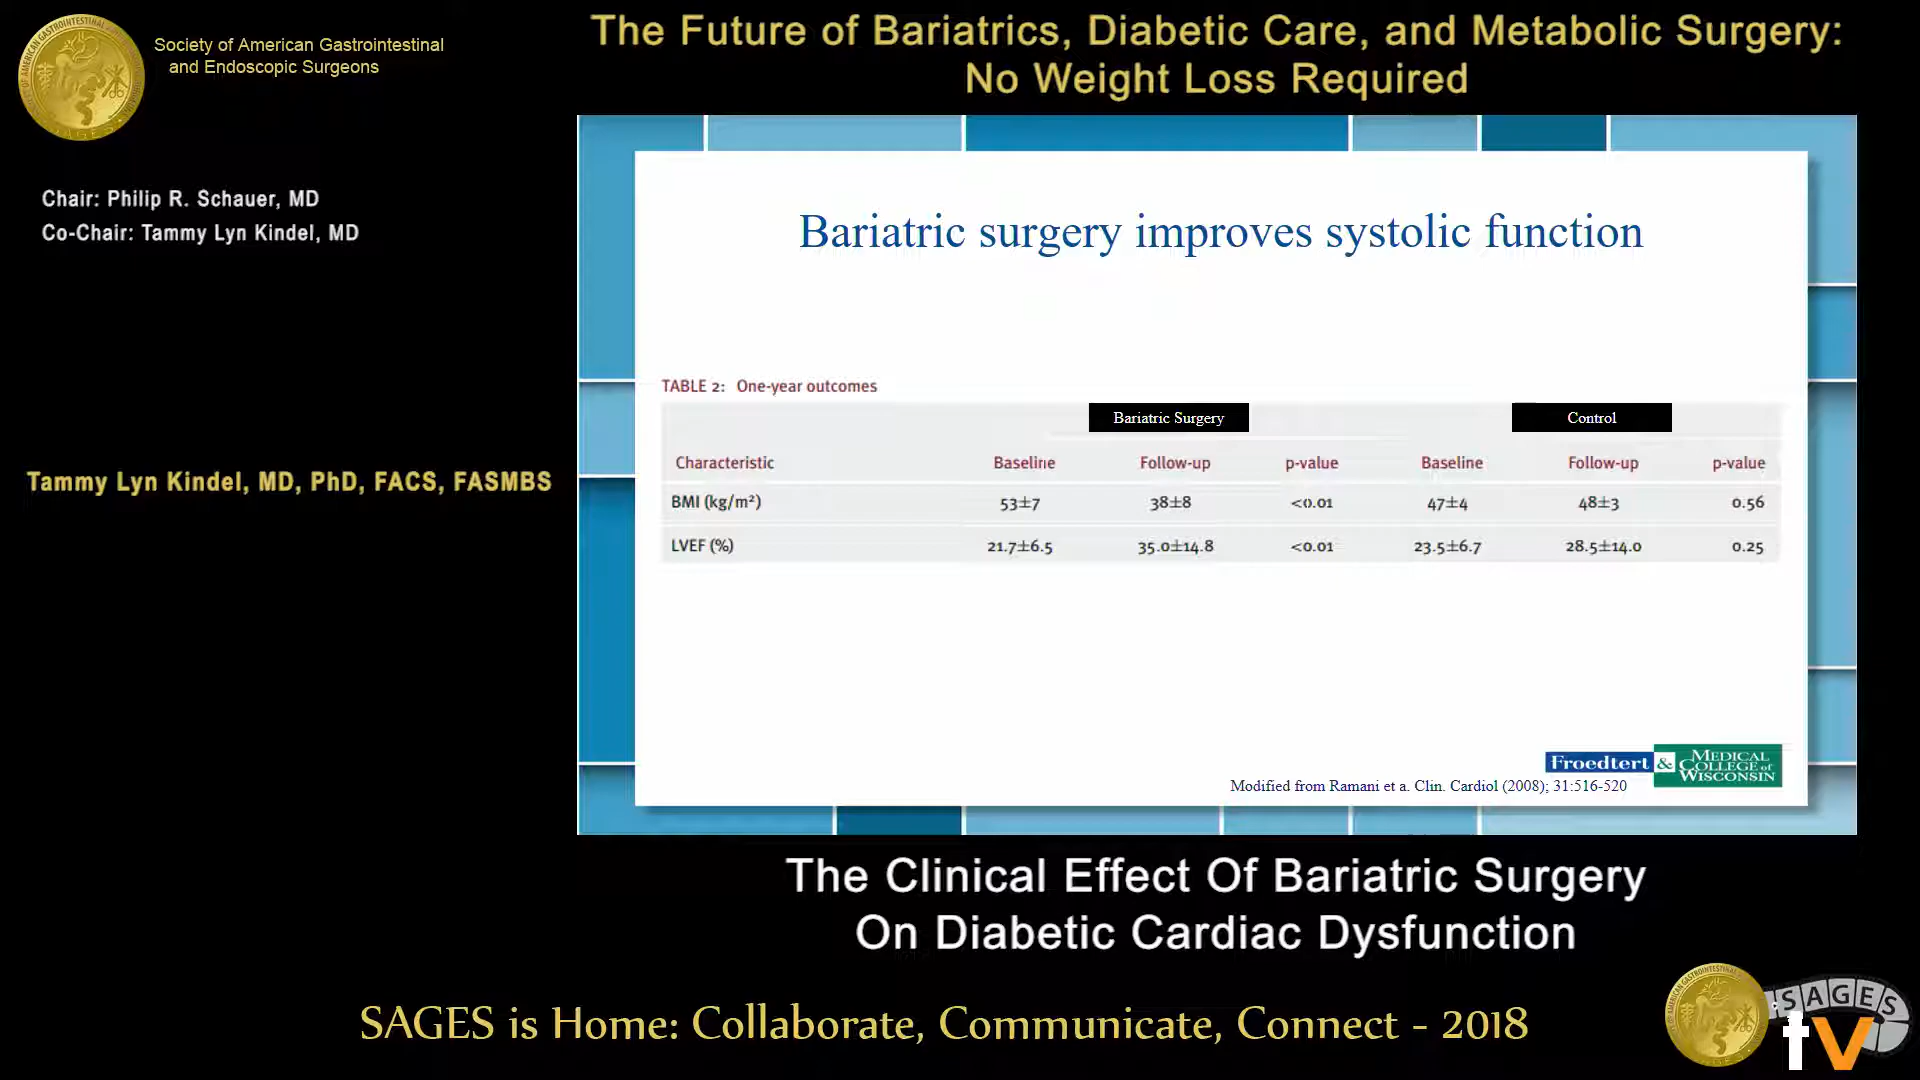 Society of American Gastrointestinal
and Endoscopic Surgeons
The Future of Bariatrics, Diabetic Care, and Metabolic Surgery:
No Weight Loss Required
Chair: Philip R. Schauer, MD
Co-Chair: Tammy Lyn Kindel, MD
Tammy Lyn Kindel, MD, PhD, FACS, FASMBS
Bariatric surgery improves systolic function
TABLE 2: One-year outcomes
Bariatric Surgery Control
Characteristic Baseline Follow-up p-value Baseline Follow-up p-value
BMI (kg/m²) 53±7 38±8 <0.01 47±4 48±3 0.56
LVEF (%) 21.7±6.5 35.0±14.8 <0.01 23.5±6.7 28.5±14.0 0.25
Froedtert & MEDICAL COLLEGE of WISCONSIN
Modified from Ramani et a. Clin. Cardiol (2008); 31:516-520
The Clinical Effect Of Bariatric Surgery
On Diabetic Cardiac Dysfunction
SAGES is Home: Collaborate, Communicate, Connect - 2018
SAGES
tv